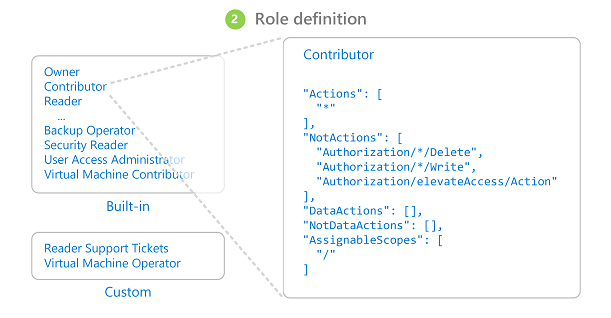 2 Role definition
Owner
Contributor
Reader
...
Backup Operator
Security Reader
User Access Administrator
Virtual Machine Contributor
Built-in
Reader Support Tickets
Virtual Machine Operator
Custom
Contributor
"Actions": [
"*"
],
"NotActions": [
"Authorization/*/Delete",
"Authorization/*/Write",
"Authorization/elevateAccess/Action"
],
"DataActions": [],
"NotDataActions": [],
"AssignableScopes": [
"/"
]